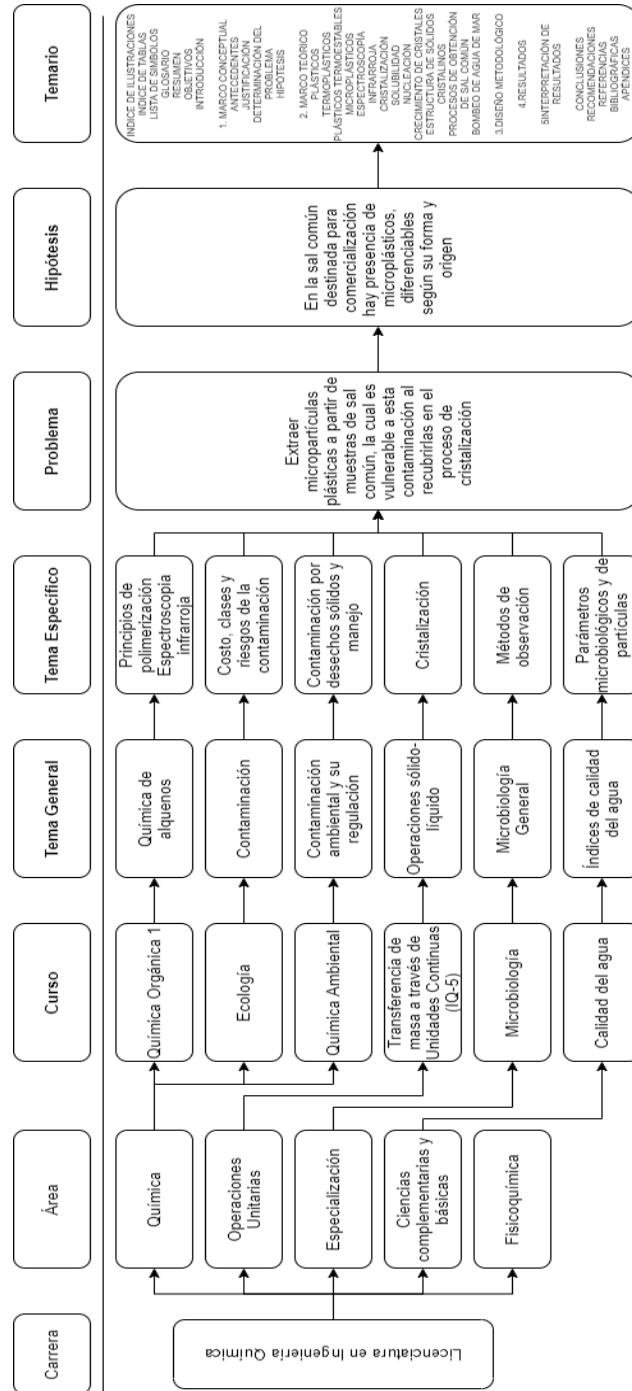 Carrera
Área
Curso
Tema General
Tema Específico
Problema
Hipótesis
Temario
Licenciatura en Ingeniería Química
Química
Operaciones
Unitarias
Especialización
Ciencias
complementarias y
básicas
Fisicoquímica
Química Orgánica 1
Ecología
Química Ambiental
Transferencia de
masa a través de
Unidades Continuas
(IQ-5)
Microbiología
Calidad del agua
Química de
alquenos
Contaminación
Contaminación
ambiental y su
regulación
Operaciones sólido-
líquido
Microbiología
General
Índices de calidad
del agua
Principios de
polimerización
Espectroscopia
infrarroja
Costo, clases y
riesgos de la
contaminación
Contaminación por
desechos sólidos y
manejo
Cristalización
Métodos de
observación
Parámetros
microbiológicos y de
partículas
Extraer
micropartículas
plásticas a partir de
muestras de sal
común, la cual es
vulnerable a esta
contaminación al
recubrirlas en el
proceso de
cristalización
En la sal común
destinada para
comercialización
hay presencia de
microplásticos,
diferenciables
según su forma y
origen
INDICE DE ILUSTRACIONES
INDICE DE TABLAS
LISTA DE SIMBOLOS
GLOSARIO
RESUMEN
OBJETIVOS
INTRODUCCIÓN
1. MARCO CONCEPTUAL
ANTECEDENTES
JUSTIFICACIÓN
DETERMINACIÓN DEL
PROBLEMA
HIPÓTESIS
2. MARCO TEÓRICO
PLÁSTICOS
TERMOPLÁSTICOS
PLÁSTICOS TERMOESTABLES
MICROPLÁSTICOS
ESPECTROSCOPÍA
INFRARROJA
CRISTALIZACIÓN
SOLUBILIDAD
NUCLEACIÓN
CRECIMIENTO DE CRISTALES
ESTRUCTURA DE SÓLIDOS
CRISTALINOS
PROCESOS DE OBTENCIÓN
DE SAL COMÚN
BOMBEO DE AGUA DE MAR
3.DISEÑO METODOLÓGICO
4.RESULTADOS
5INTERPRETACIÓN DE
RESULTADOS
CONCLUSIONES
RECOMENDACIONES
REFERENCIAS
BIBLIOGRÁFICAS
APÉNDICES